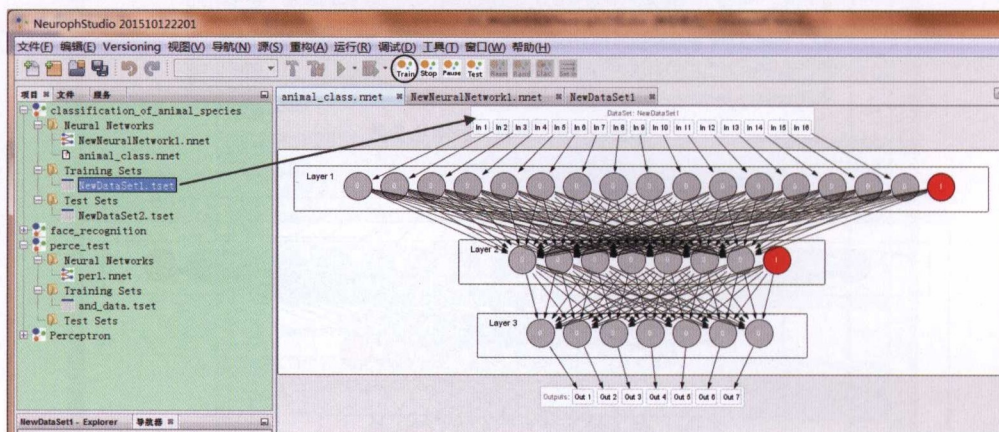 NeurophStudio 201510122201
文件(F) 编辑(E) Versioning 视图(V) 导航(N) 源(S) 重构(A) 运行(R) 调试(D) 工具(T) 窗口(W) 帮助(H)
Train Stop Pause Test
项目 文件 服务
classification_of_animal_species
Neural Networks
NewNeuralNetwork1.nnet
animal_class.nnet
Training Sets
NewDataSet1.tset
Test Sets
NewDataSet2.tset
face_recognition
perce_test
Neural Networks
per1.nnet
Training Sets
and_data.tset
Test Sets
Perceptron
NewDataSet1 - Explorer 导航器
animal_class.nnet NewNeuralNetwork1.nnet NewDataSet1
DataSet: NewDataSet1
In 1 In 2 In 3 In 4 In 5 In 6 In 7 In 8 In 9 In 10 In 11 In 12 In 13 In 14 In 15 In 16
Layer 1
Layer 2
Layer 3
Outputs: Out 1 Out 2 Out 3 Out 4 Out 5 Out 6 Out 7